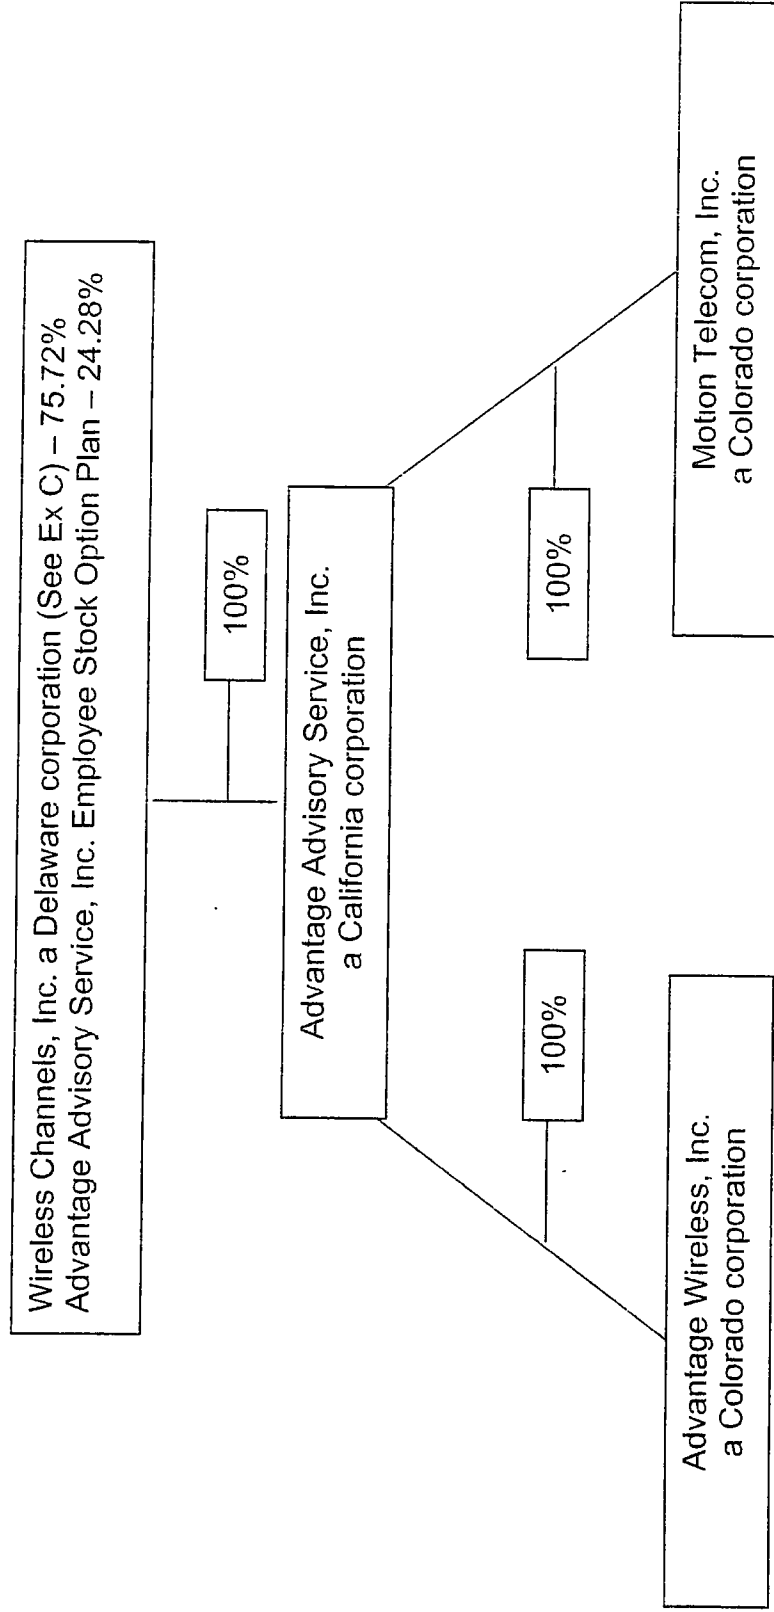 Wireless Channels, Inc. a Delaware corporation (See Ex C) – 75.72%
Advantage Advisory Service, Inc. Employee Stock Option Plan – 24.28%
100%
Advantage Advisory Service, Inc.
a California corporation
100%
100%
Advantage Wireless, Inc.
a Colorado corporation
Motion Telecom, Inc.
a Colorado corporation